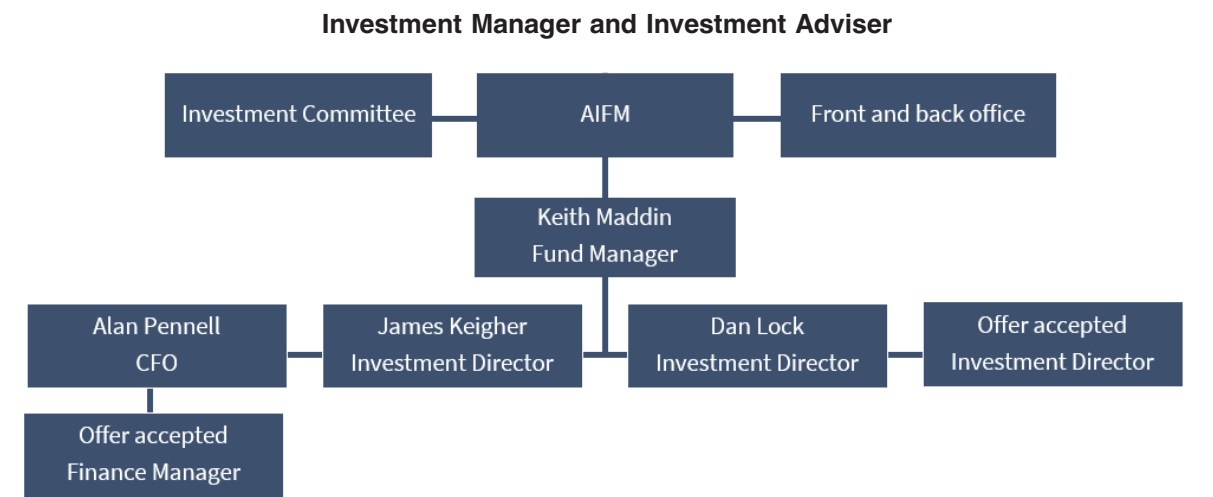 Investment Manager and Investment Adviser
Investment Committee
AIFM
Front and back office
Keith Maddin
Fund Manager
Alan Pennell
CFO
James Keigher
Investment Director
Dan Lock
Investment Director
Offer accepted
Investment Director
Offer accepted
Finance Manager